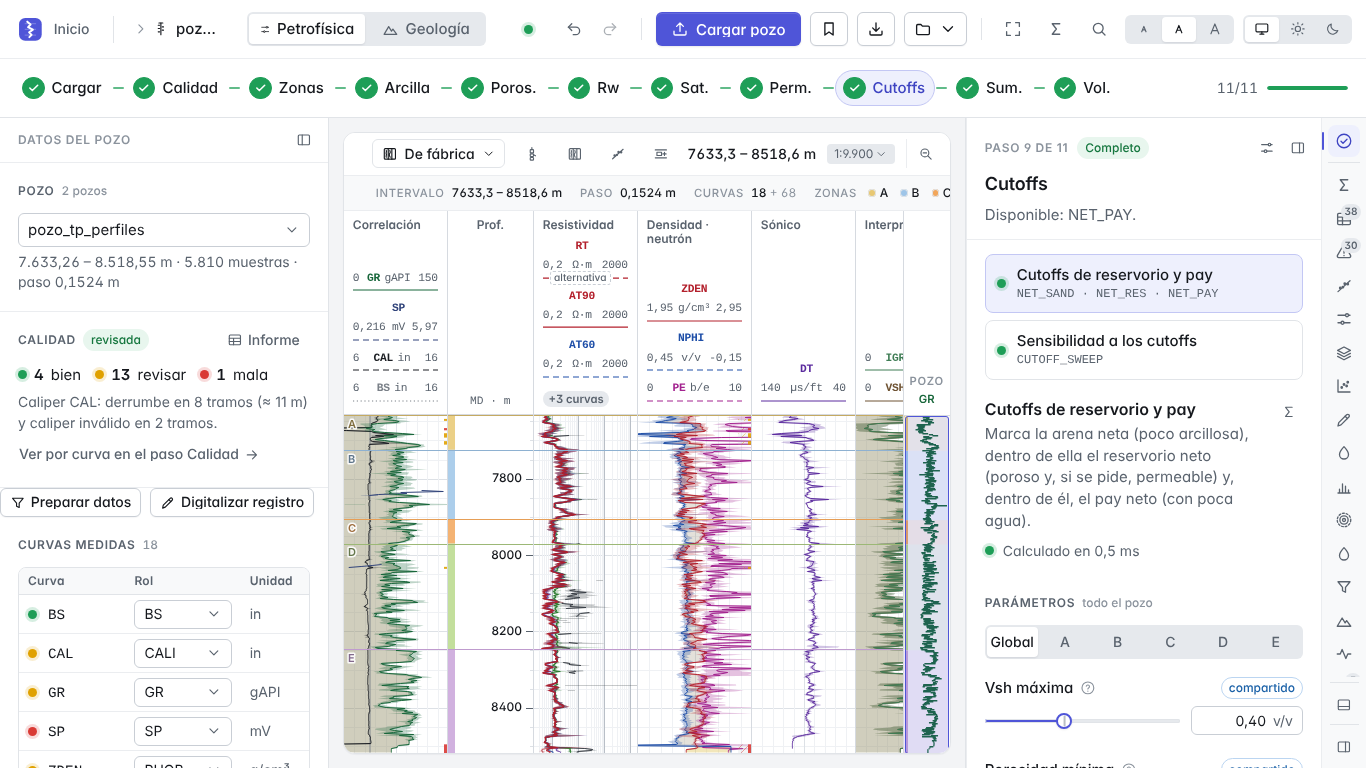 Inicio
poz...
Petrofísica
Geología
Cargar pozo
A A A
Cargar
Calidad
Zonas
Arcilla
Poros.
Rw
Sat.
Perm.
Cutoffs
Sum.
Vol.
11/11
DATOS DEL POZO
POZO 2 pozos
pozo_tp_perfiles
7.633,26 – 8.518,55 m · 5.810 muestras ·
paso 0,1524 m
CALIDAD revisada Informe
4 bien 13 revisar 1 mala
Caliper CAL: derrumbe en 8 tramos (≈ 11 m)
y caliper inválido en 2 tramos.
Ver por curva en el paso Calidad →
Preparar datos
Digitalizar registro
CURVAS MEDIDAS 18
Curva Rol Unidad
BS BS in
CAL CALI in
GR GR gAPI
SP SP mV
De fábrica
7633,3 – 8518,6 m
1:9.900
INTERVALO 7633,3 – 8518,6 m PASO 0,1524 m CURVAS 18 + 68 ZONAS A B C
Correlación
0 GR gAPI 150
SP
0,216 mV 5,97
6 CAL in 16
6 BS in 16
Prof.
MD · m
Resistividad
RT
0,2 Ω·m 2000
alternativa
AT90
0,2 Ω·m 2000
AT60
0,2 Ω·m 2000
+3 curvas
Densidad ·
neutrón
ZDEN
1,95 g/cm³ 2,95
NPHI
0,45 v/v -0,15
0 PE b/e 10
Sónico
DT
140 µs/ft 40
Interpr
0 IGR
0 VSH
POZO
GR
A
B
C
D
E
7800
8000
8200
8400
PASO 9 DE 11 Completo
Cutoffs
Disponible: NET_PAY.
Cutoffs de reservorio y pay
NET_SAND · NET_RES · NET_PAY
Sensibilidad a los cutoffs
CUTOFF_SWEEP
Cutoffs de reservorio y pay
Marca la arena neta (poco arcillosa),
dentro de ella el reservorio neto
(poroso y, si se pide, permeable) y,
dentro de él, el pay neto (con poca
agua).
Calculado en 0,5 ms
PARÁMETROS todo el pozo
Global A B C D E
Vsh máxima compartido
0,40 v/v
38
30